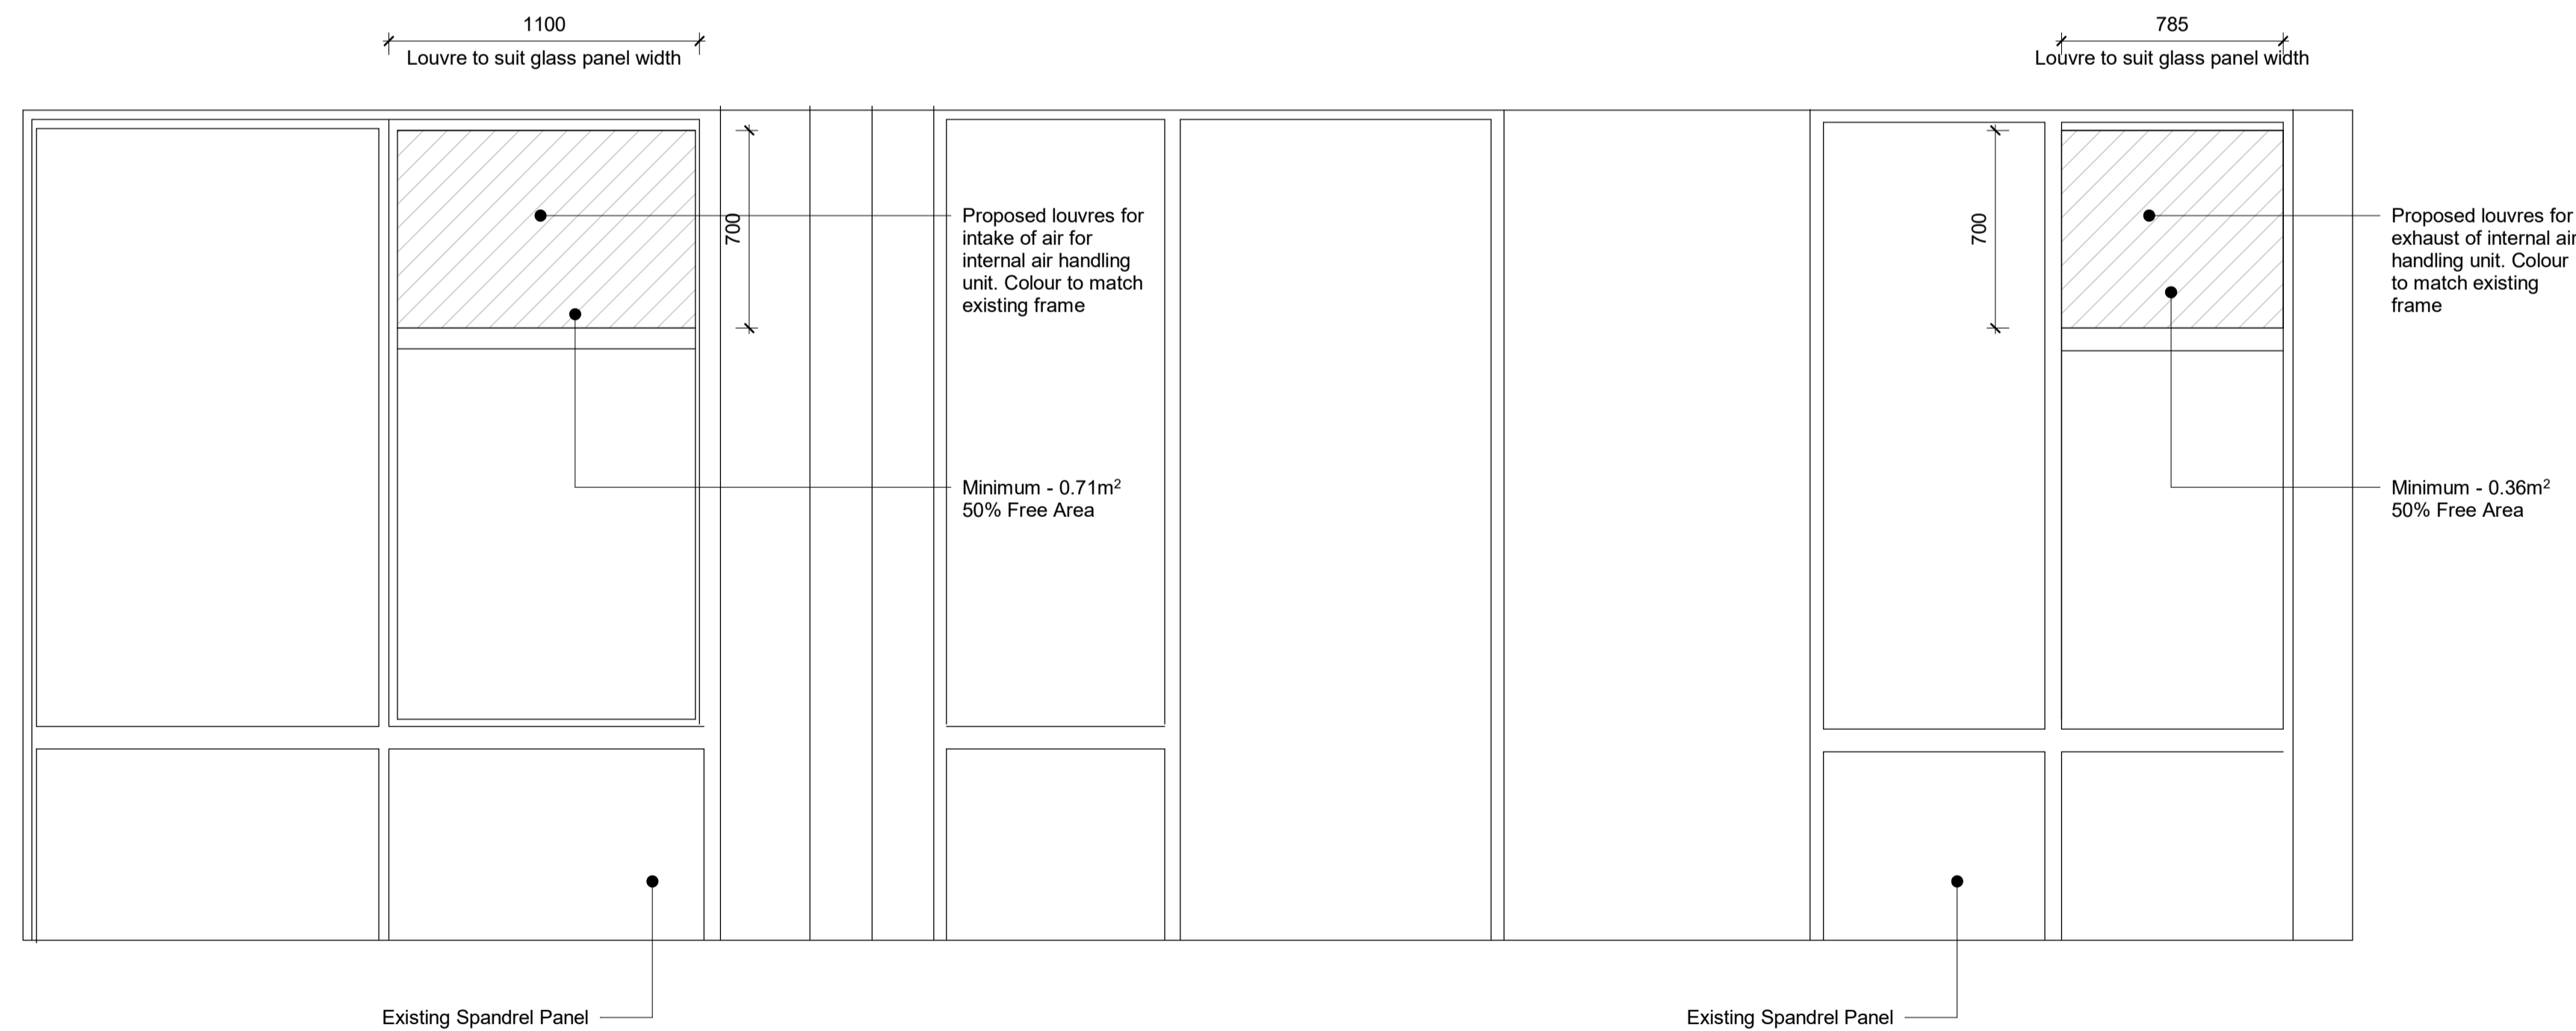 1100
Louvre to suit glass panel width
785
Louvre to suit glass panel width
700
Proposed louvres for
intake of air for
internal air handling
unit. Colour to match
existing frame
700
Proposed louvres for
exhaust of internal air
handling unit. Colour
to match existing
frame
Minimum - 0.71m²
50% Free Area
Minimum - 0.36m²
50% Free Area
Existing Spandrel Panel
Existing Spandrel Panel